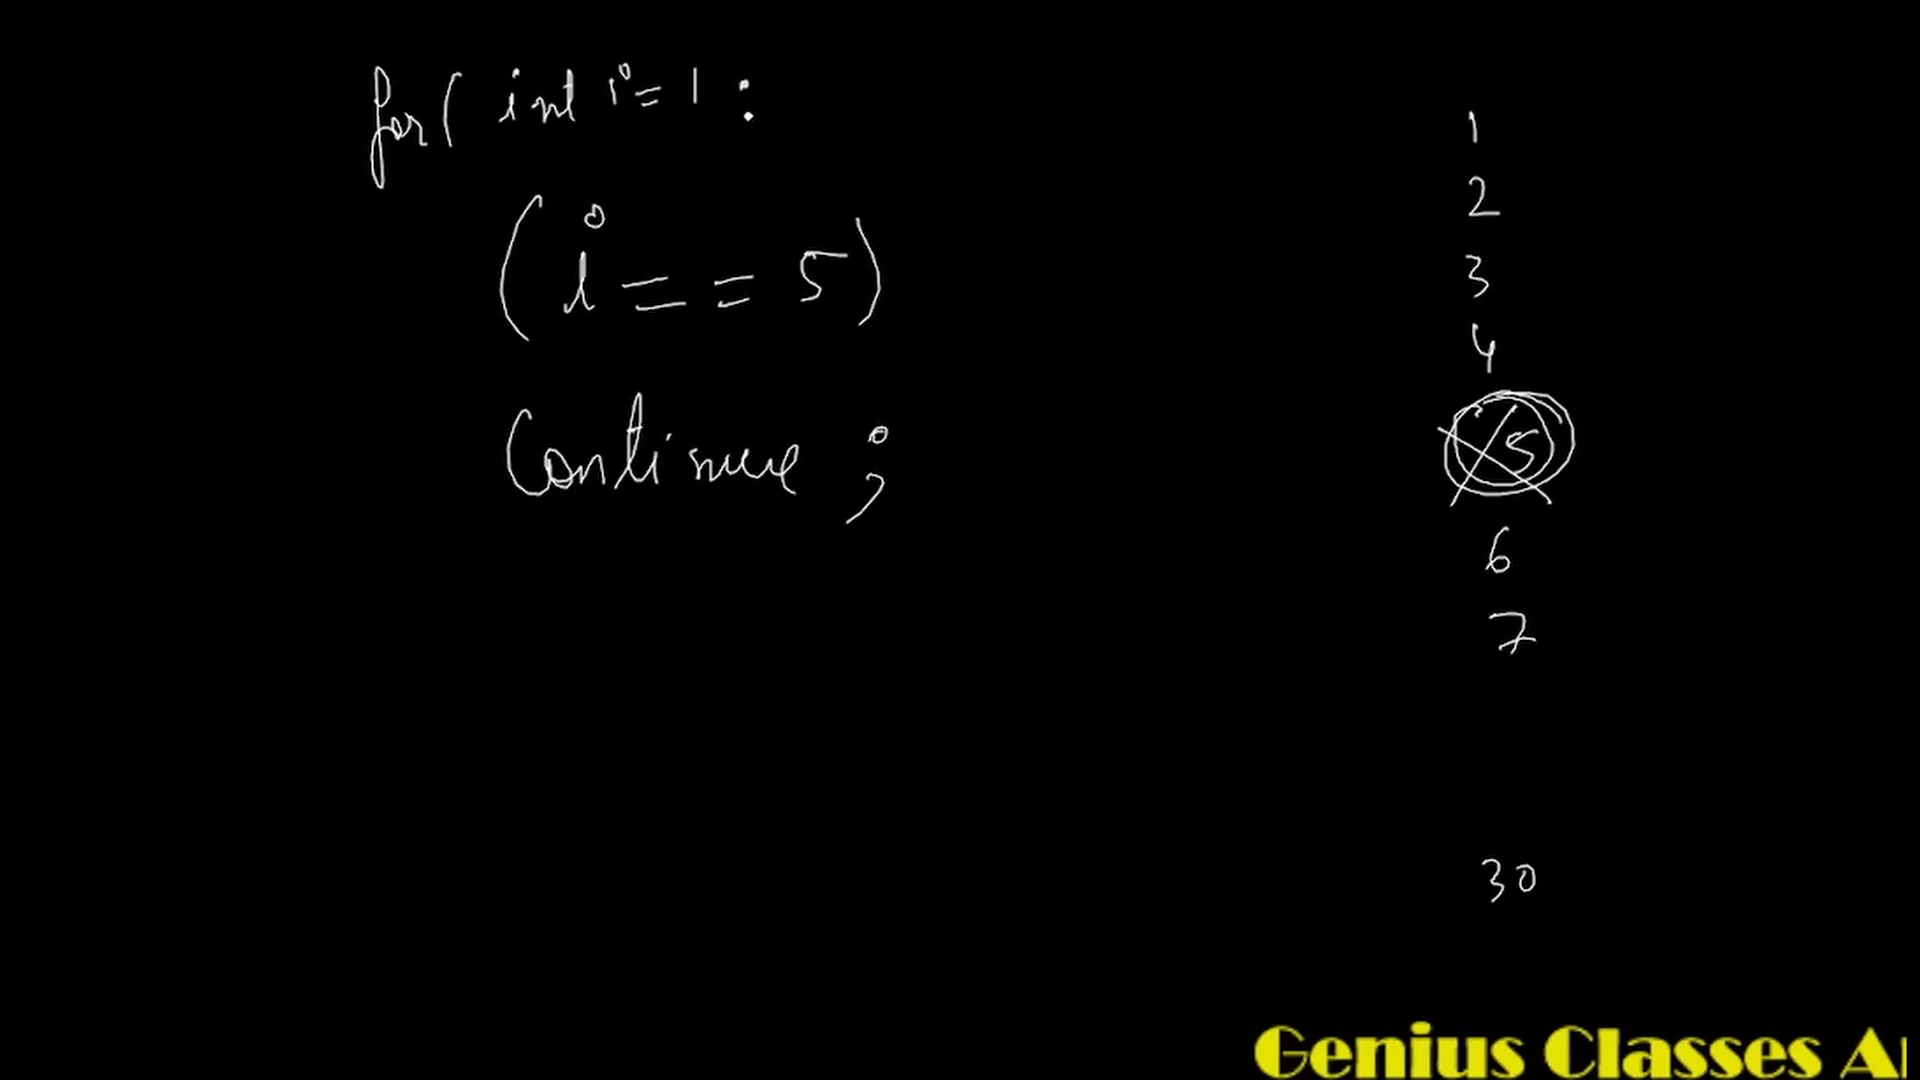 for( int i=1 :
(i == 5)
Continue ;
1
2
3
4
5
6
7
30
Genius Classes A